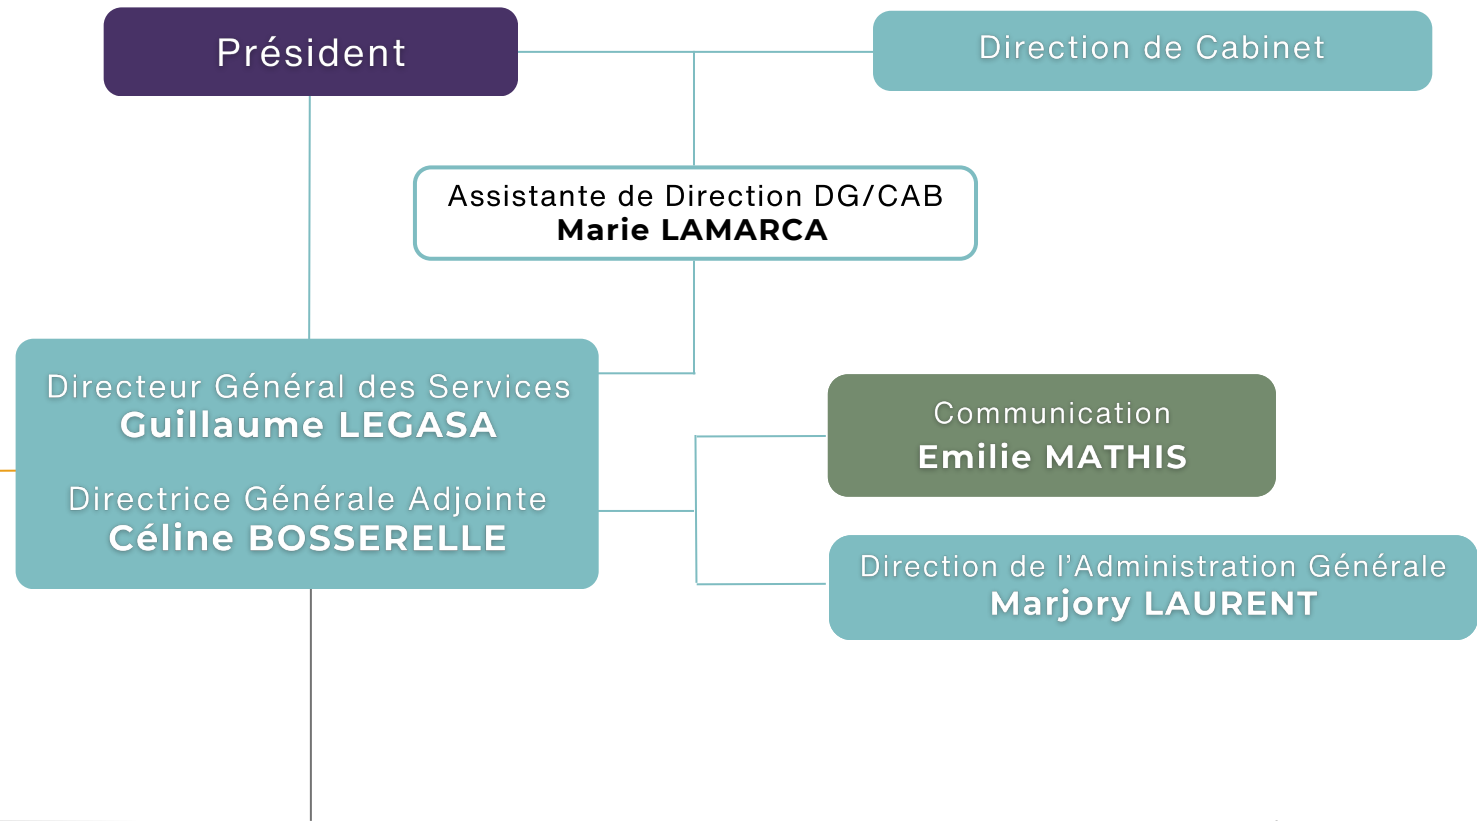 Président
Direction de Cabinet
Assistante de Direction DG/CAB
Marie LAMARCA
Directeur Général des Services
Guillaume LEGASA
Directrice Générale Adjointe
Céline BOSSERELLE
Communication
Emilie MATHIS
Direction de l’Administration Générale
Marjory LAURENT